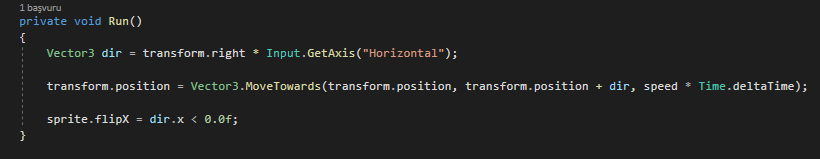 1 başvuru
private void Run()
{
Vector3 dir = transform.right * Input.GetAxis("Horizontal");
transform.position = Vector3.MoveTowards(transform.position, transform.position + dir, speed * Time.deltaTime);
sprite.flipX = dir.x < 0.0f;
}